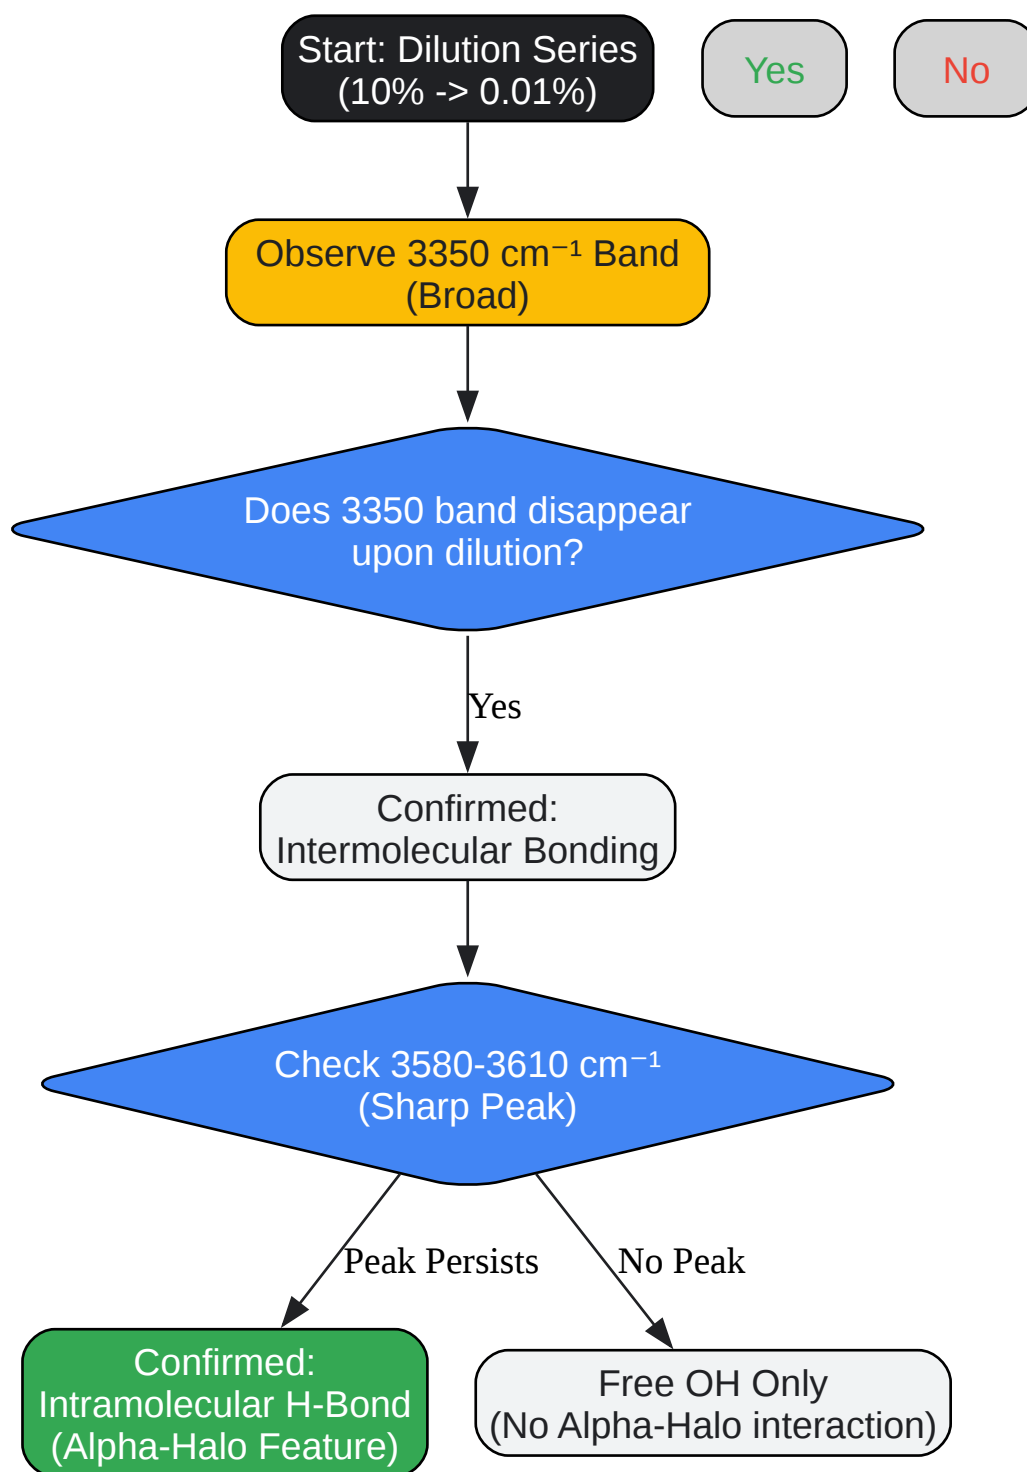 Start: Dilution Series
(10% -> 0.01%)
Yes
No
Observe 3350 cm⁻¹ Band
(Broad)
Does 3350 band disappear
upon dilution?
Yes
Confirmed:
Intermolecular Bonding
Check 3580-3610 cm⁻¹
(Sharp Peak)
Peak Persists
No Peak
Confirmed:
Intramolecular H-Bond
(Alpha-Halo Feature)
Free OH Only
(No Alpha-Halo interaction)